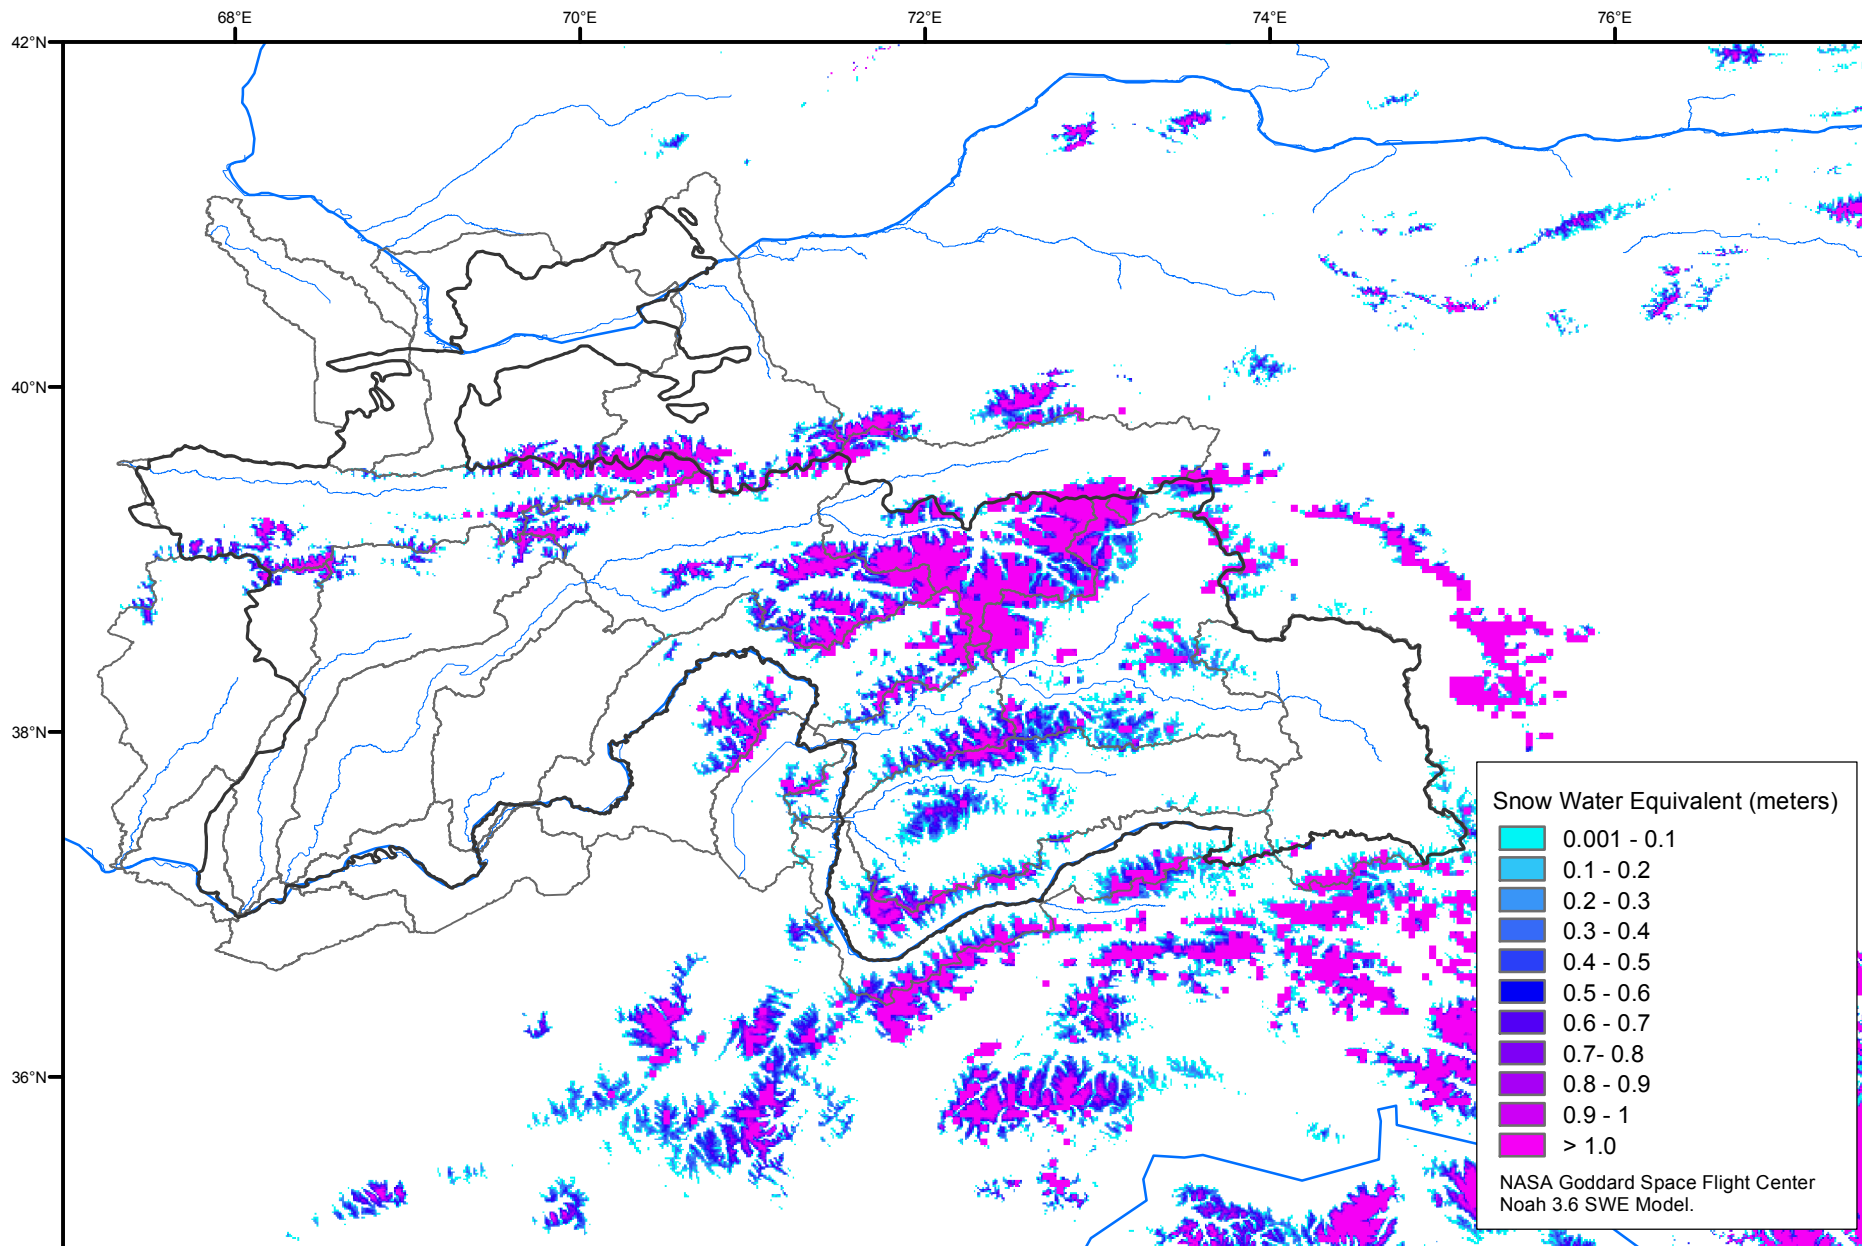 68°E 70°E 72°E 74°E 76°E
42°N
40°N
38°N
36°N
Snow Water Equivalent (meters)
0.001 - 0.1
0.1 - 0.2
0.2 - 0.3
0.3 - 0.4
0.4 - 0.5
0.5 - 0.6
0.6 - 0.7
0.7- 0.8
0.8 - 0.9
0.9 - 1
> 1.0
NASA Goddard Space Flight Center
Noah 3.6 SWE Model.